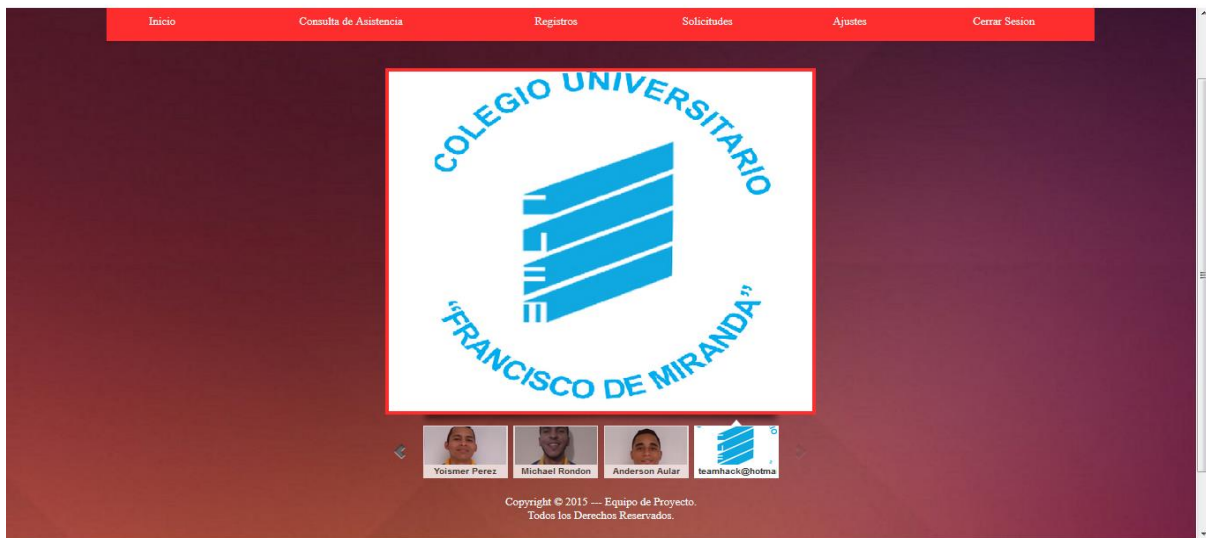 Inicio Consulta de Asistencia Registros Solicitudes Ajustes Cerrar Sesion
COLEGIO UNIVERSITARIO
“FRANCISCO DE MIRANDA”
Yoismer Perez Michael Rondon Anderson Aular teamhack@hotma
Copyright © 2015 --- Equipo de Proyecto.
Todos los Derechos Reservados.